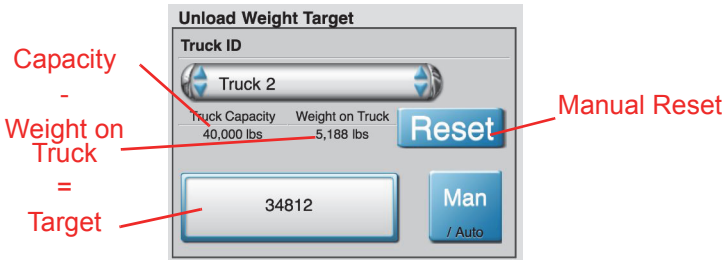 Unload Weight Target
Truck ID
Capacity
-
Weight on
Truck
=
Target
Truck 2
Truck Capacity
40,000 lbs
Weight on Truck
5,188 lbs
Reset
Manual Reset
34812
Man
/ Auto